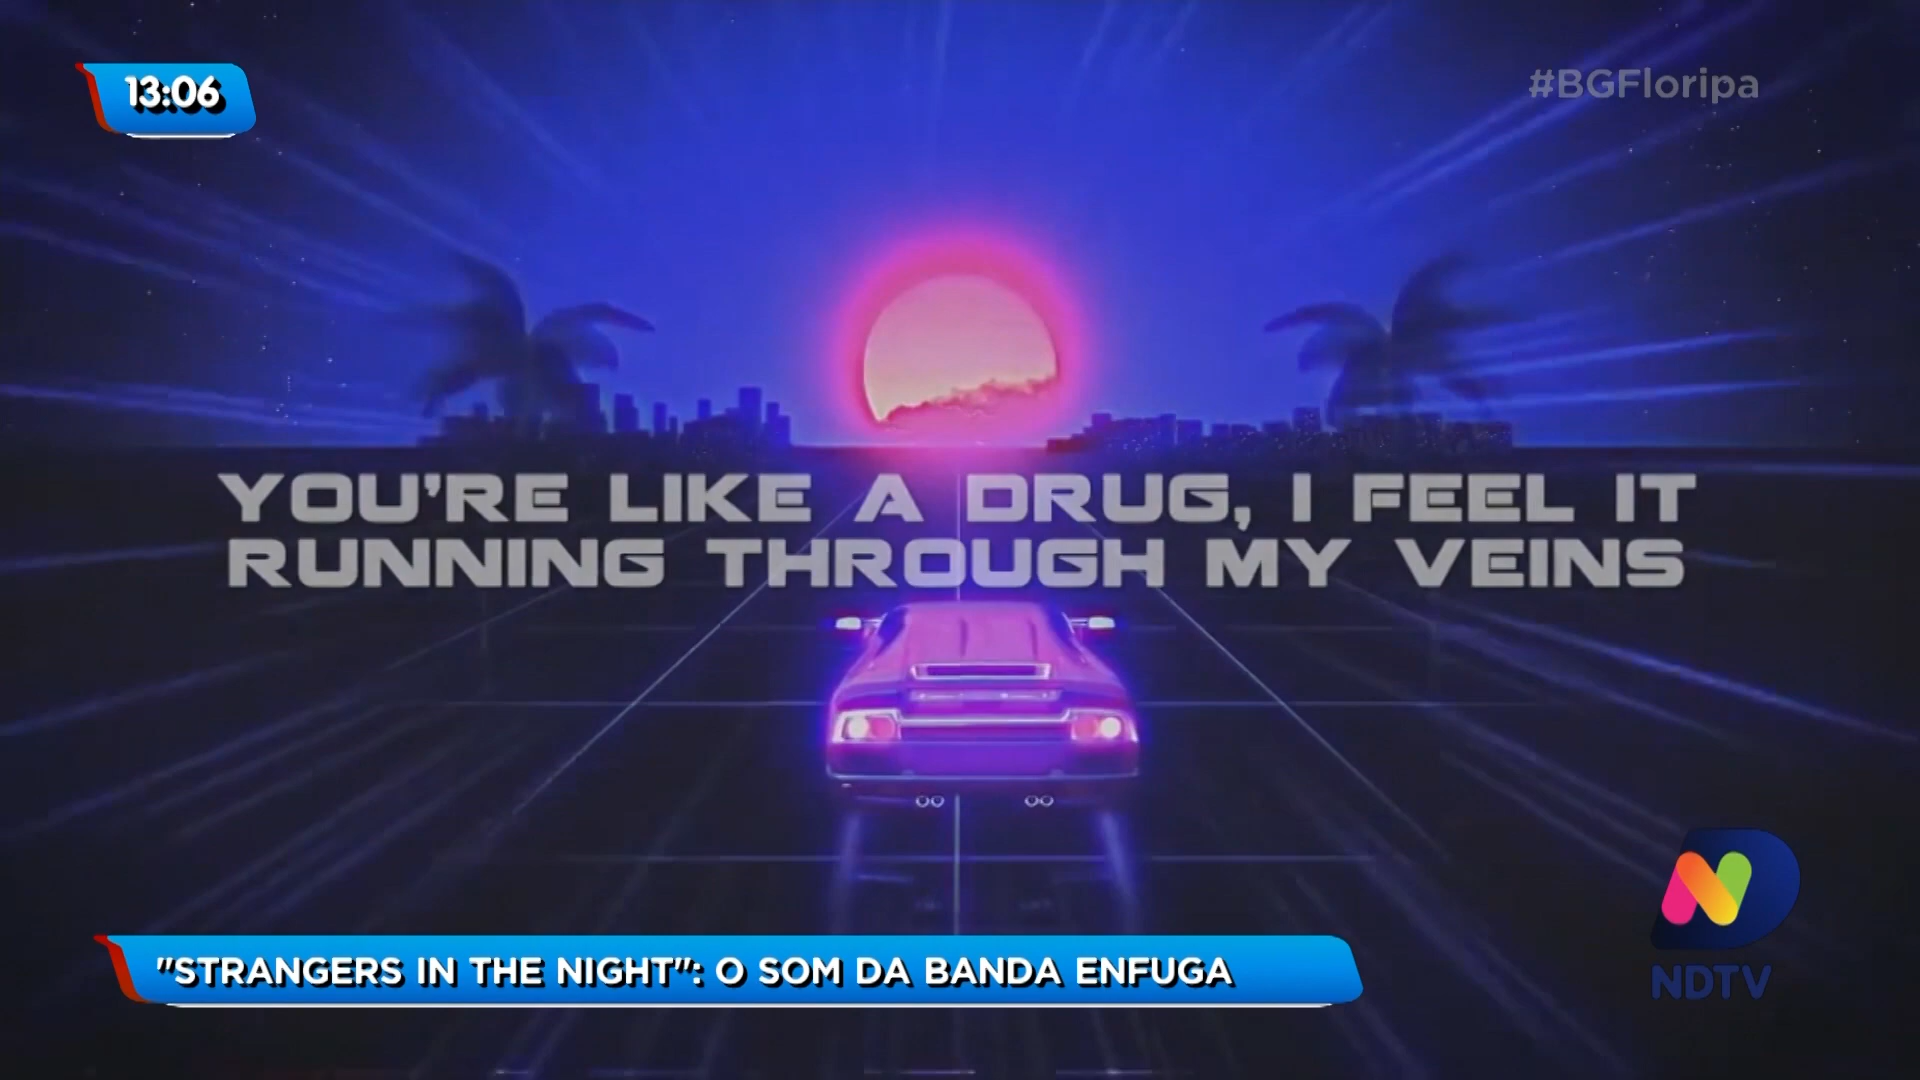 13:06
#BGFloripa
YOU'RE LIKE A DRUG, I FEEL IT
RUNNING THROUGH MY VEINS
"STRANGERS IN THE NIGHT": O SOM DA BANDA ENFUGA
NDTV